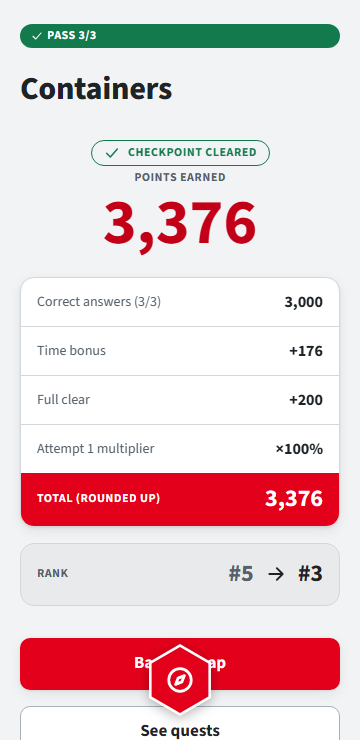 PASS 3/3
Containers
CHECKPOINT CLEARED
POINTS EARNED
3,376
Correct answers (3/3) 3,000
Time bonus +176
Full clear +200
Attempt 1 multiplier ×100%
TOTAL (ROUNDED UP) 3,376
RANK #5 → #3
See quests